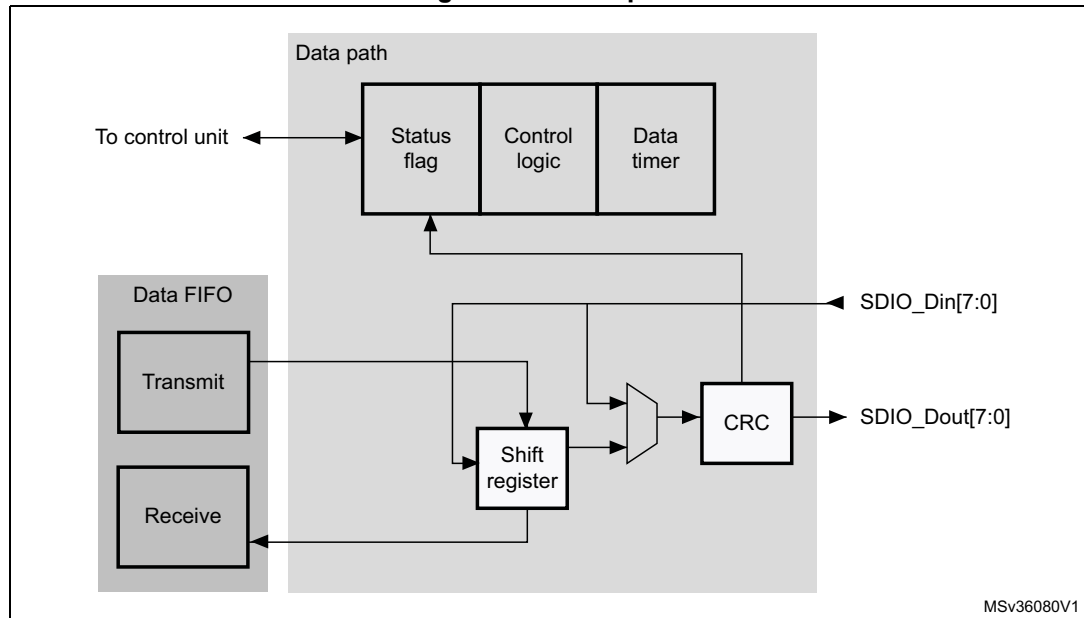 Data path
Status
flag
Control
logic
Data
timer
To control unit
Data FIFO
SDIO_Din[7:0]
Transmit
CRC
SDIO_Dout[7:0]
Shift
register
Receive
MSv36080V1